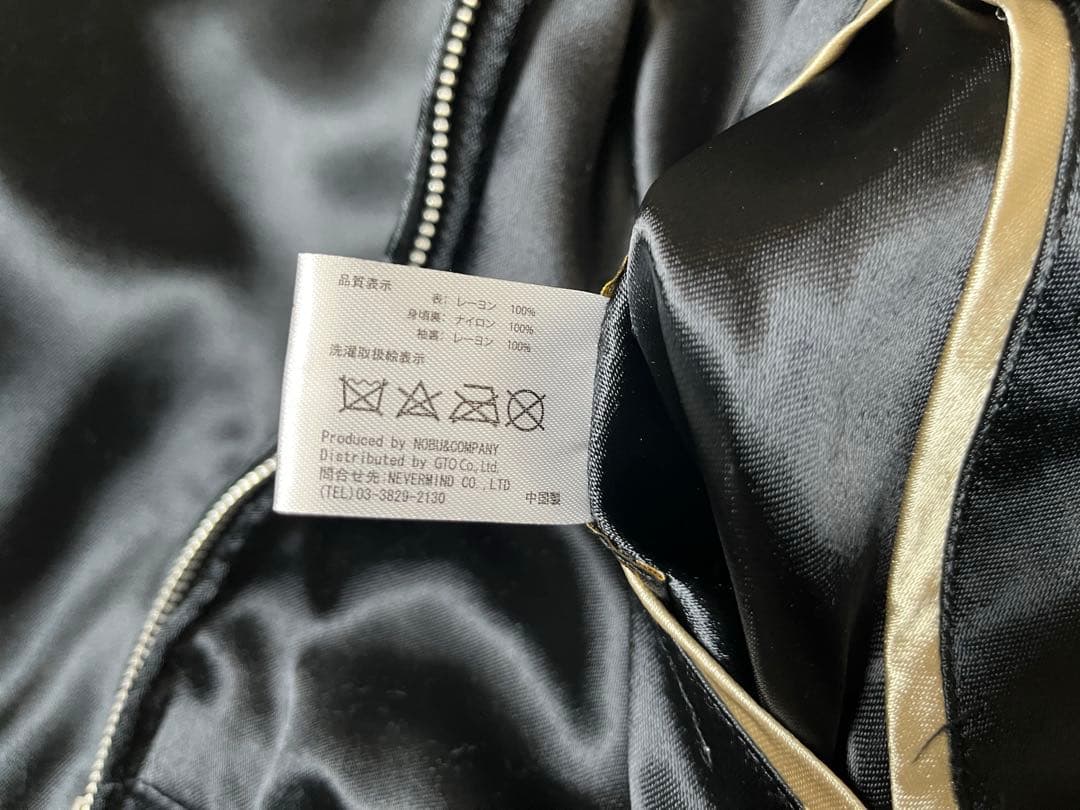 品質表示
表: レーヨン 100%
身頃裏: ナイロン 100%
袖裏: レーヨン 100%
洗濯取扱絵表示
Produced by NOBU&COMPANY
Distributed by GTO Co,Ltd.
問合せ先:NEVERMIND CO.,LTD
(TEL)03-3829-2130 中国製